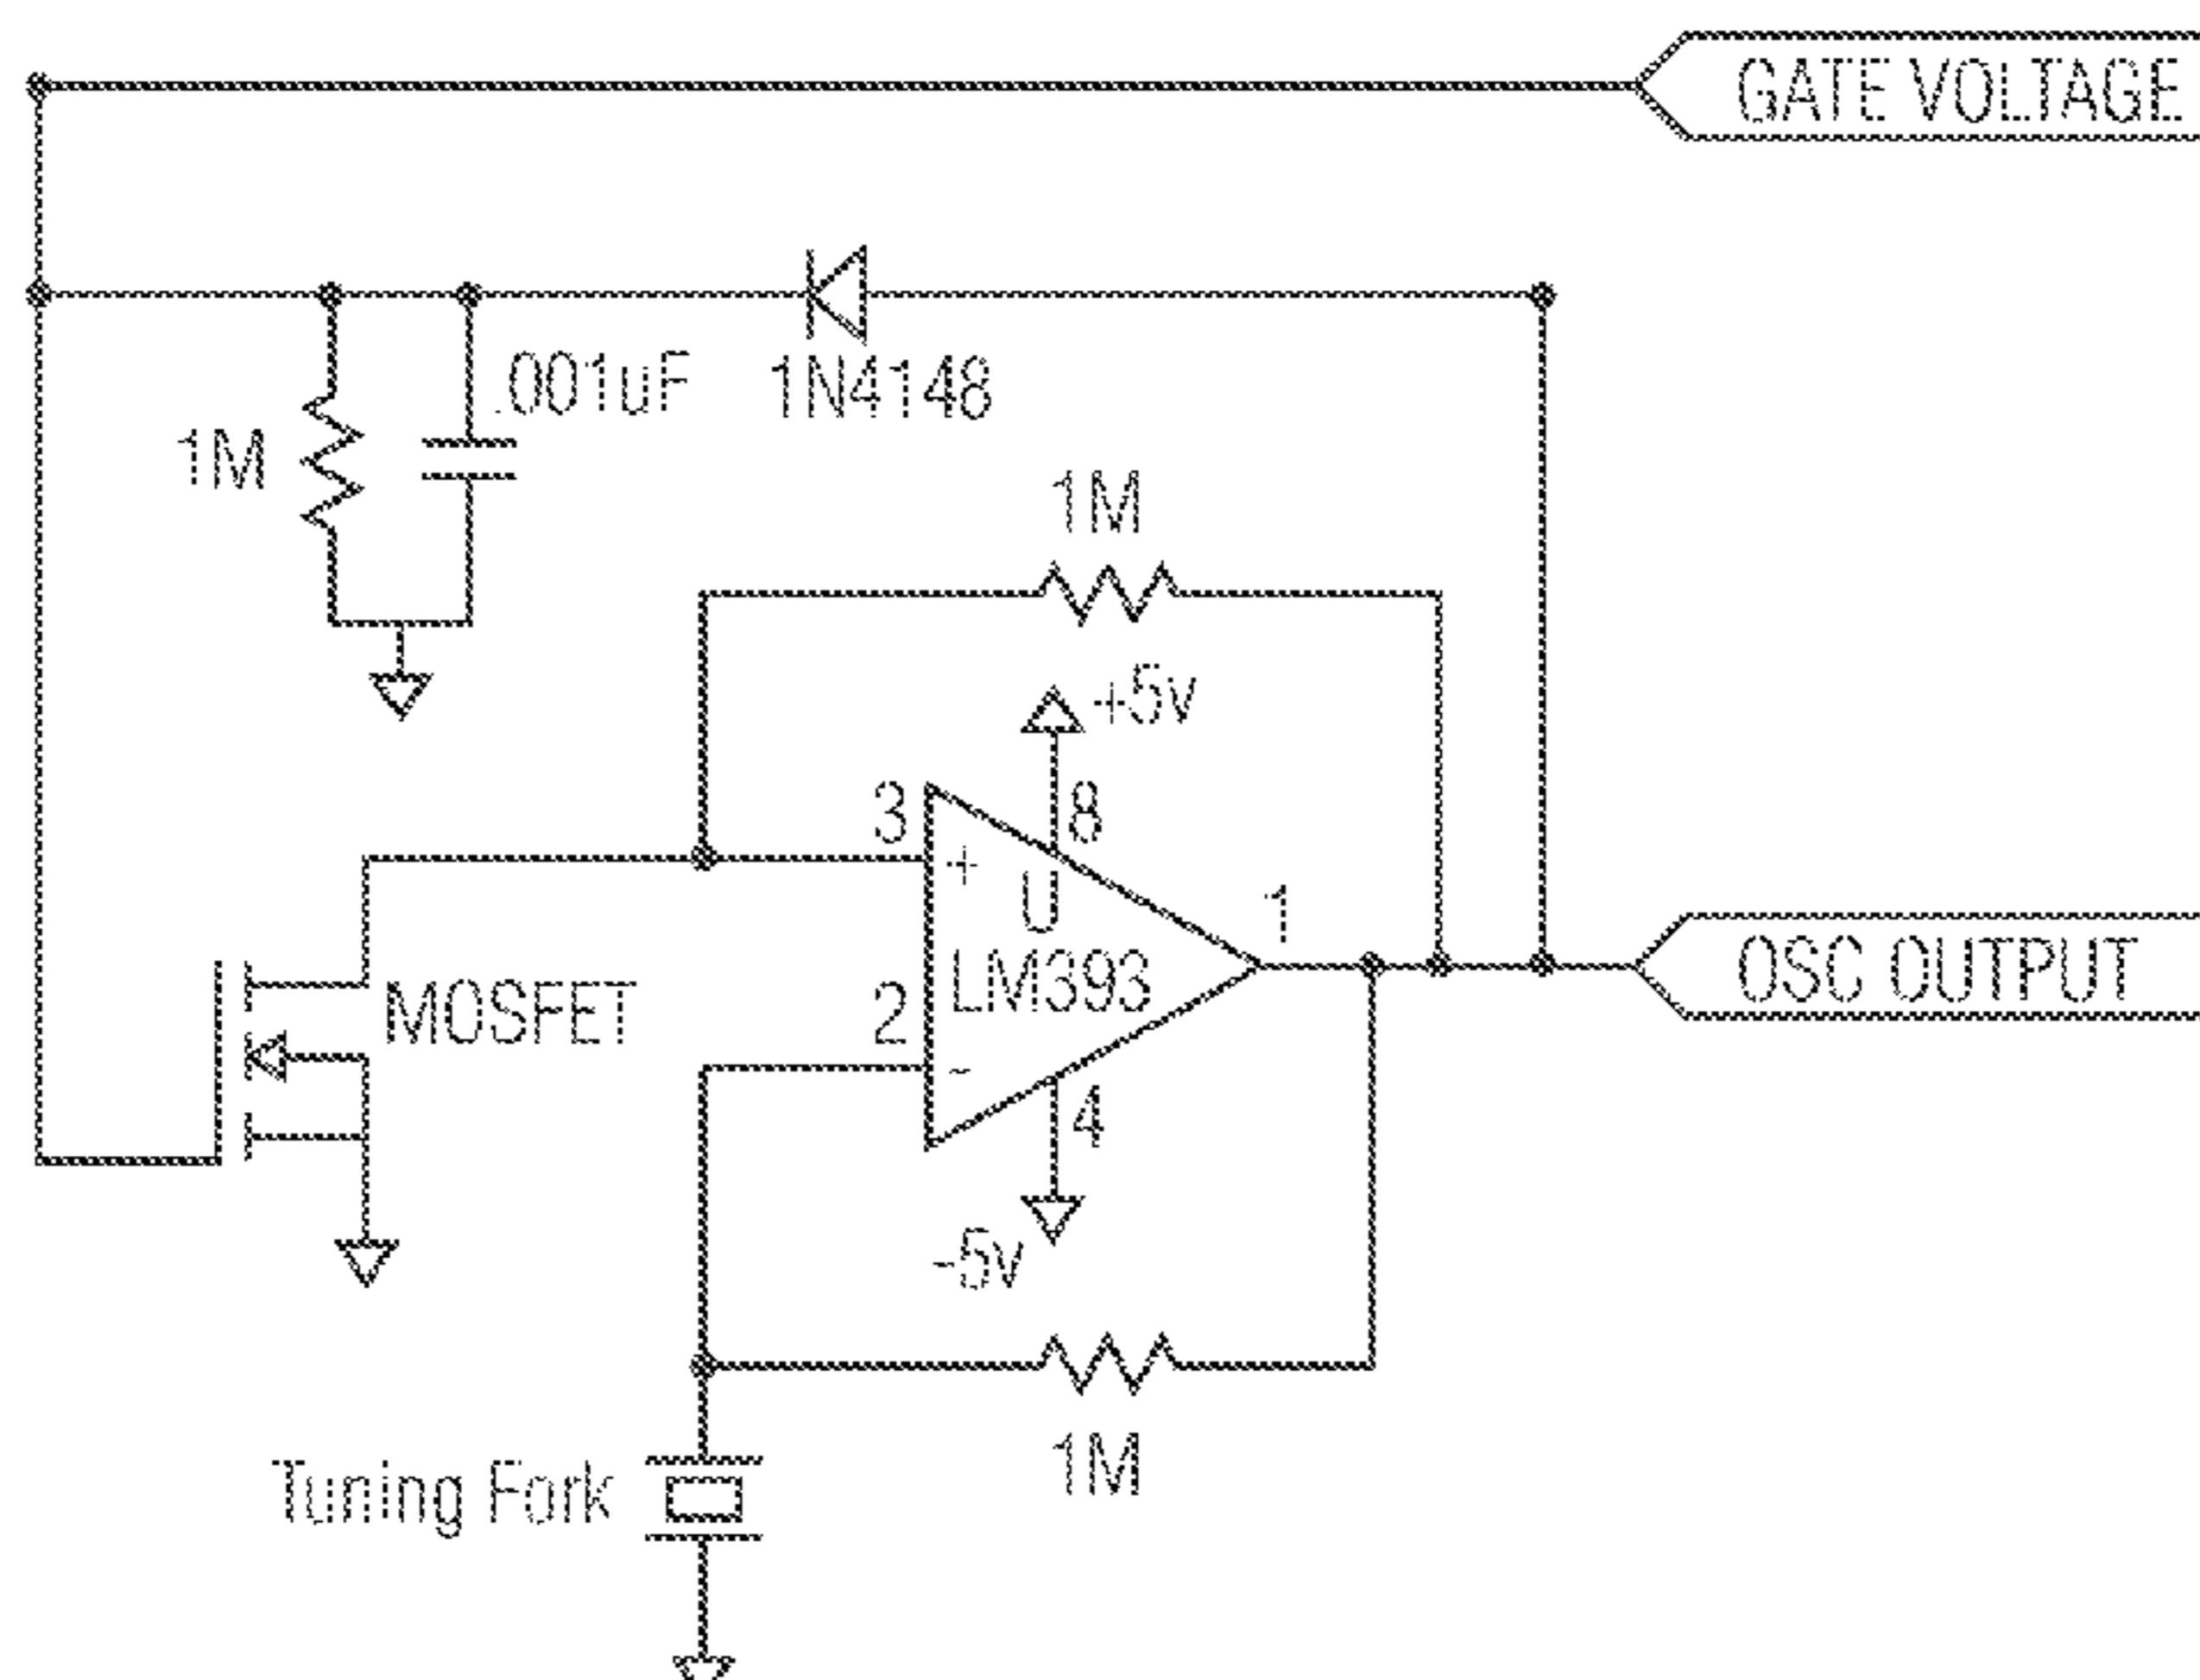 GATE VOLTAGE
.001uF
1N4148
1M
1M
+5v
3
8
+
U
1
MOSFET
LM393
OSC OUTPUT
2
-
4
-5v
Tuning Fork
1M